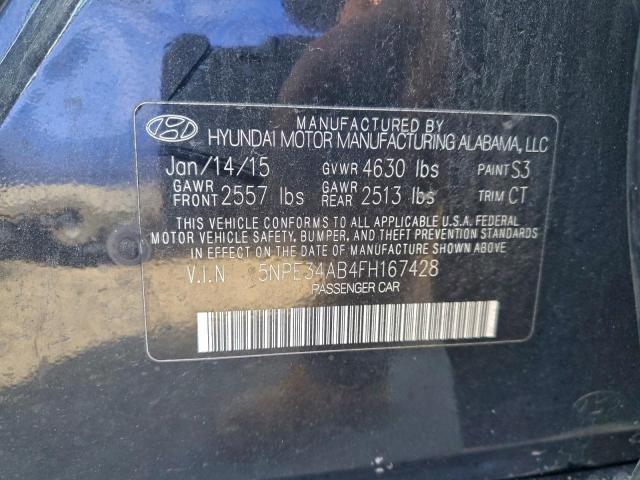 MANUFACTURED BY
HYUNDAI MOTOR MANUFACTURING ALABAMA, LLC
Jan/14/15 GVWR 4630 lbs PAINT S3
GAWR FRONT 2557 lbs GAWR REAR 2513 lbs TRIM CT
THIS VEHICLE CONFORMS TO ALL APPLICABLE U.S.A. FEDERAL
MOTOR VEHICLE SAFETY, BUMPER, AND THEFT PREVENTION STANDARDS
IN EFFECT ON THE DATE OF MANUFACTURE SHOWN ABOVE.
V.I.N 5NPE34AB4FH167428
PASSENGER CAR